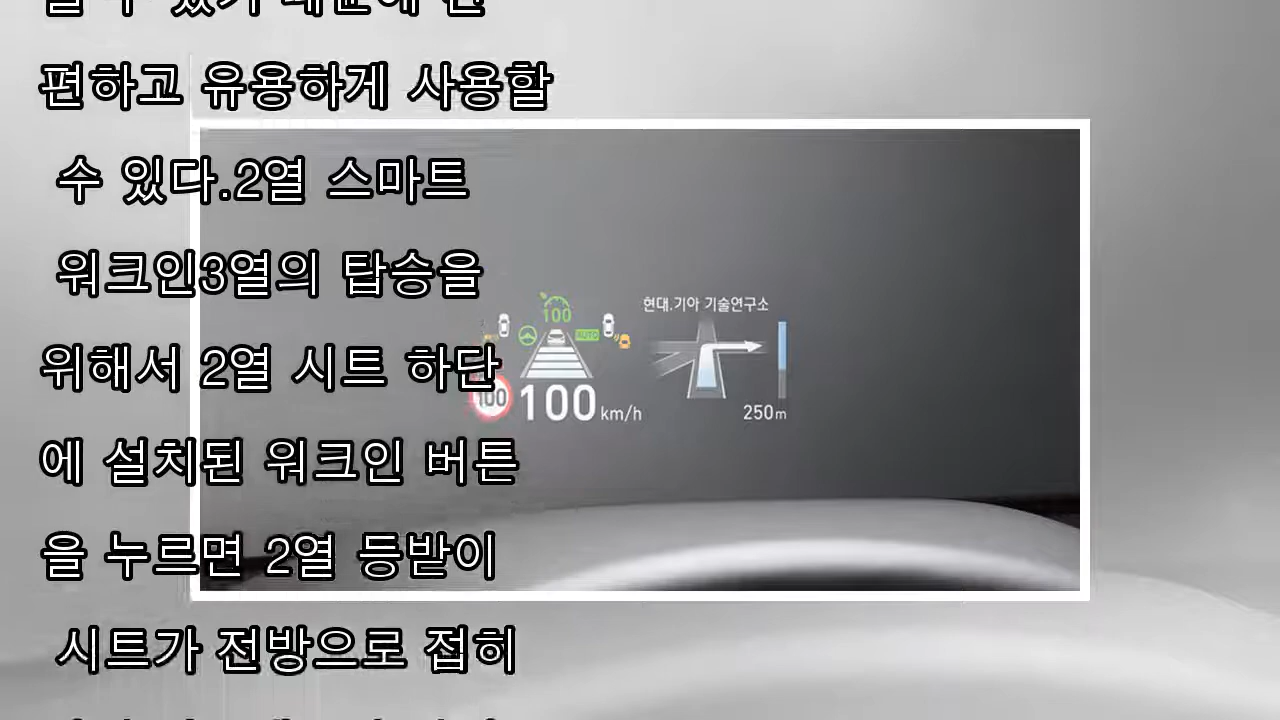 편하고 유용하게 사용할
수 있다.2열 스마트
워크인3열의 탑승을
위해서 2열 시트 하단
에 설치된 워크인 버튼
을 누르면 2열 등받이
시트가 전방으로 접히
100
현대.기아 기술연구소
AUTO
100
100 km/h
250m